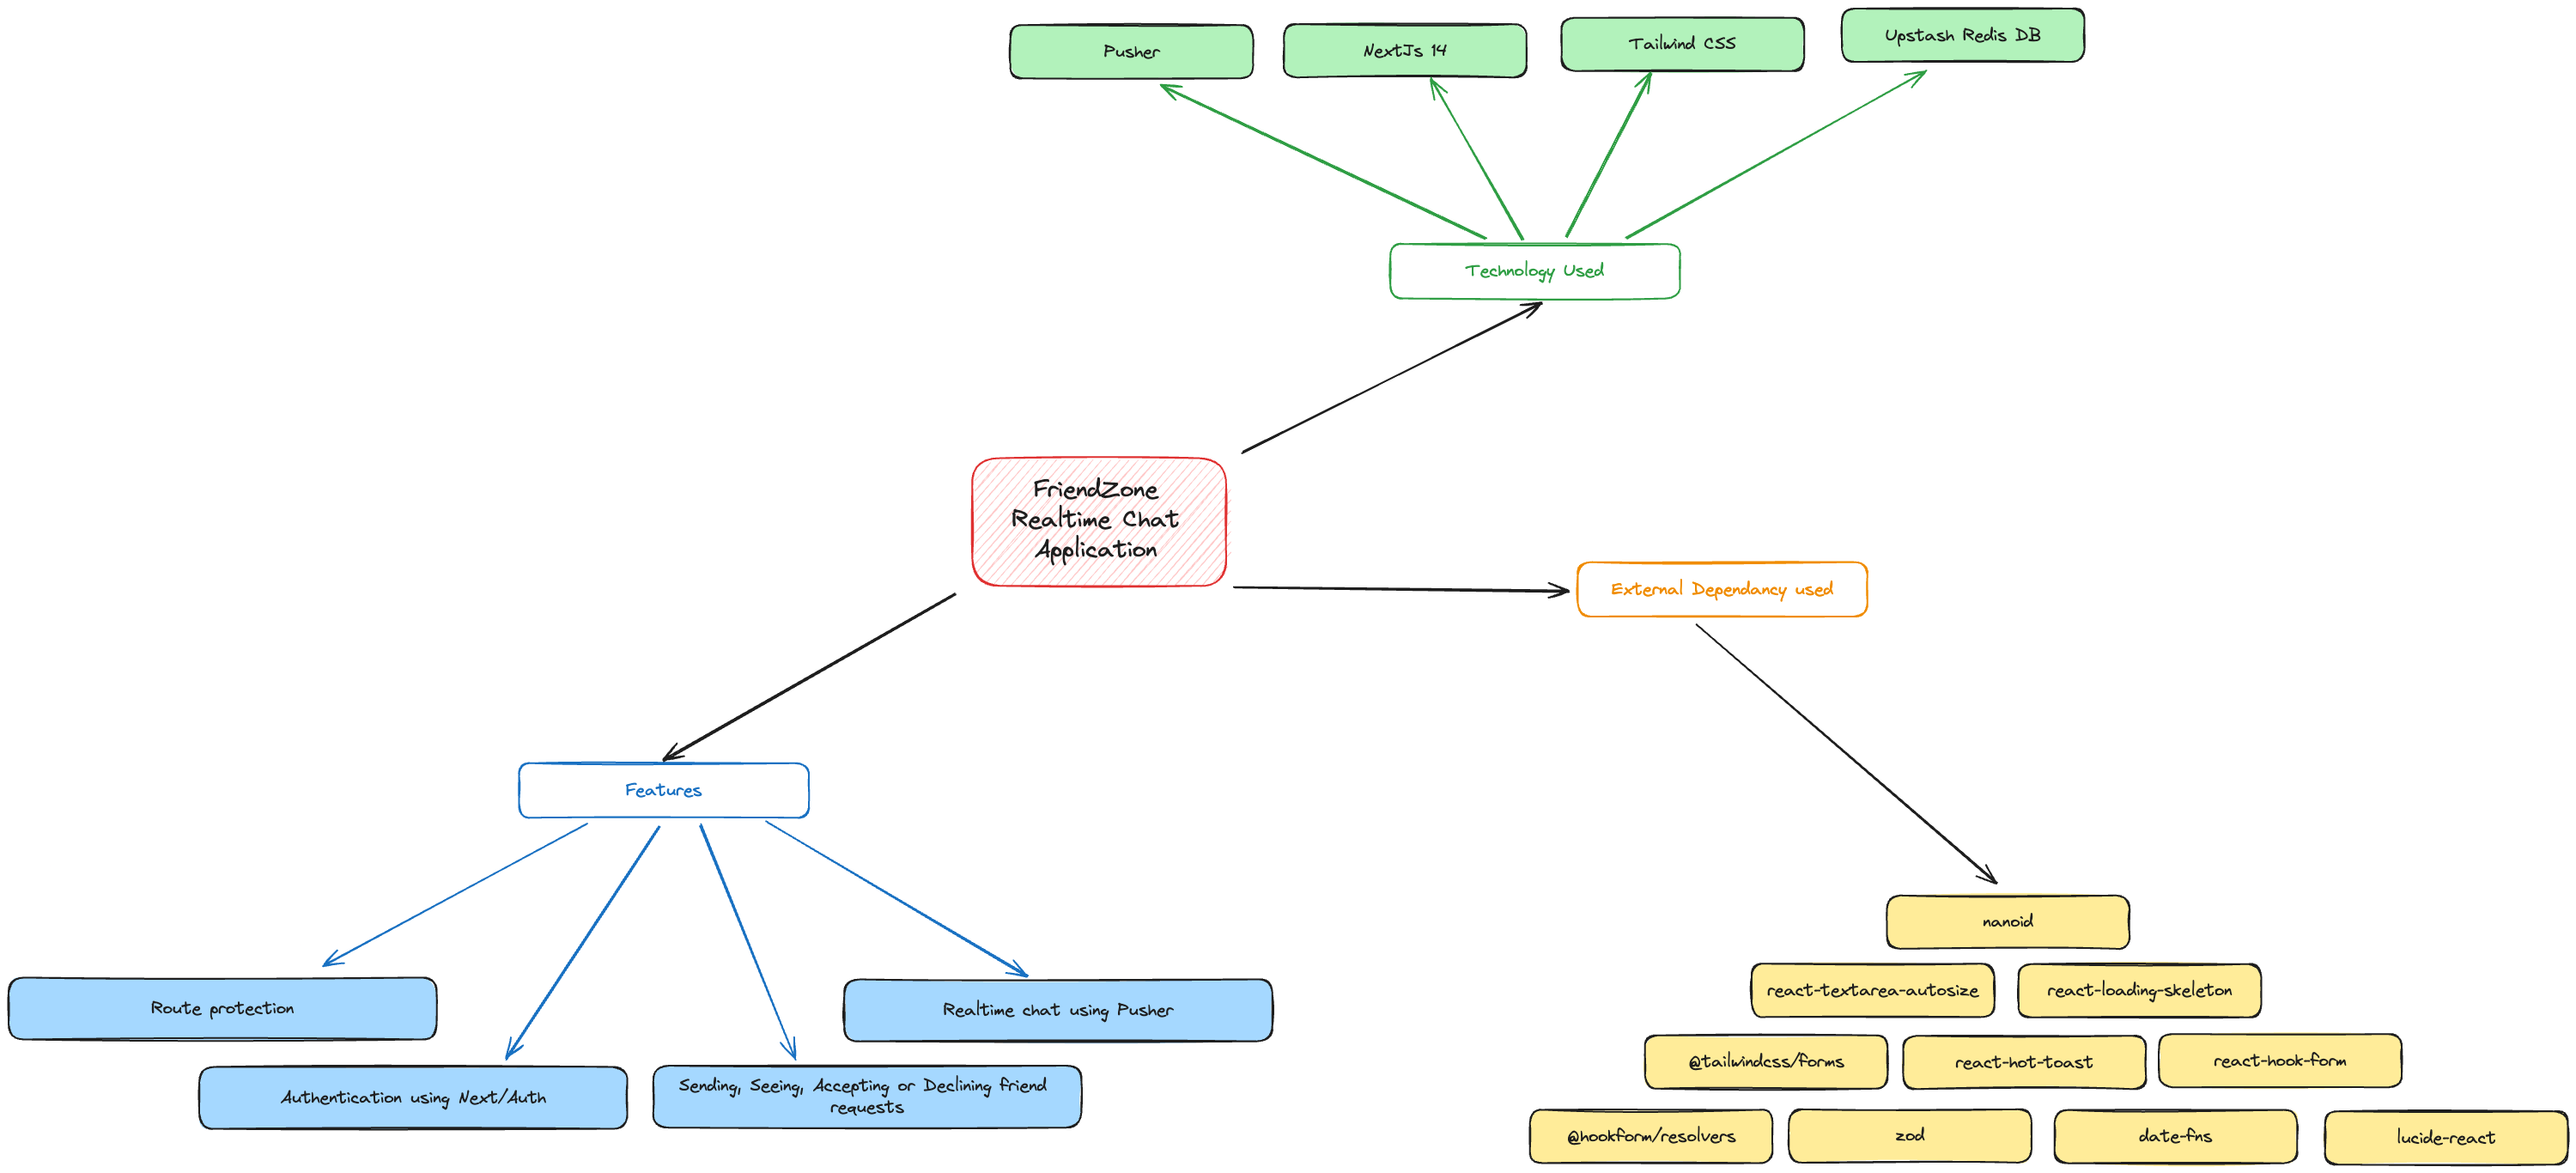 Pusher
NextJs 14
Tailwind CSS
Upstash Redis DB
Technology Used
FriendZone
Realtime Chat
Application
External Dependancy used
Features
Route protection
Realtime chat using Pusher
Authentication using Next/Auth
Sending, Seeing, Accepting or Declining friend
requests
nanoid
react-textarea-autosize
react-loading-skeleton
@tailwindcss/forms
react-hot-toast
react-hook-form
@hookform/resolvers
zod
date-fns
lucide-react